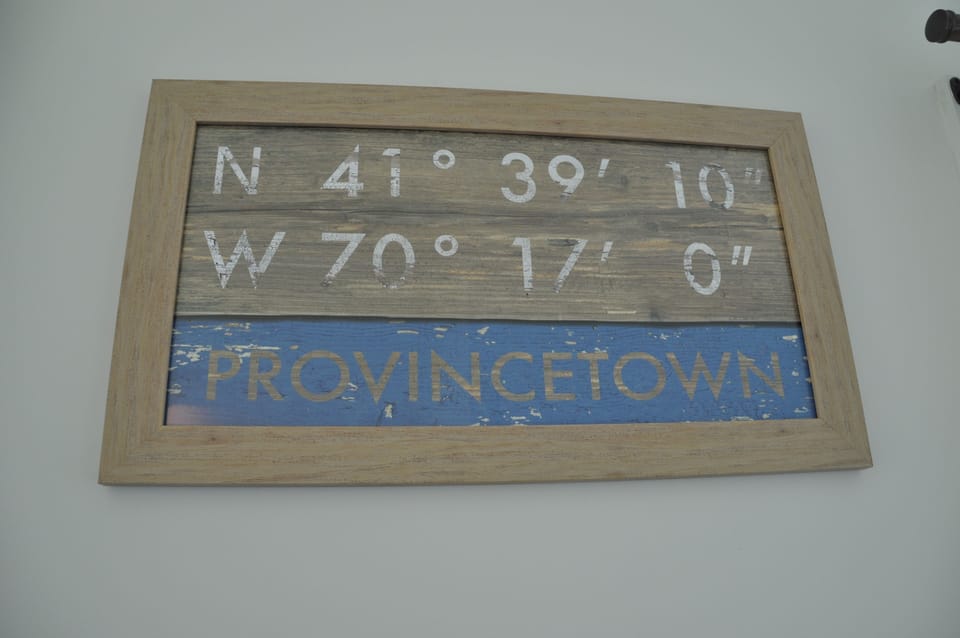 N 41° 39′ 10″
W 70° 17′ 0″
PROVINCETOWN